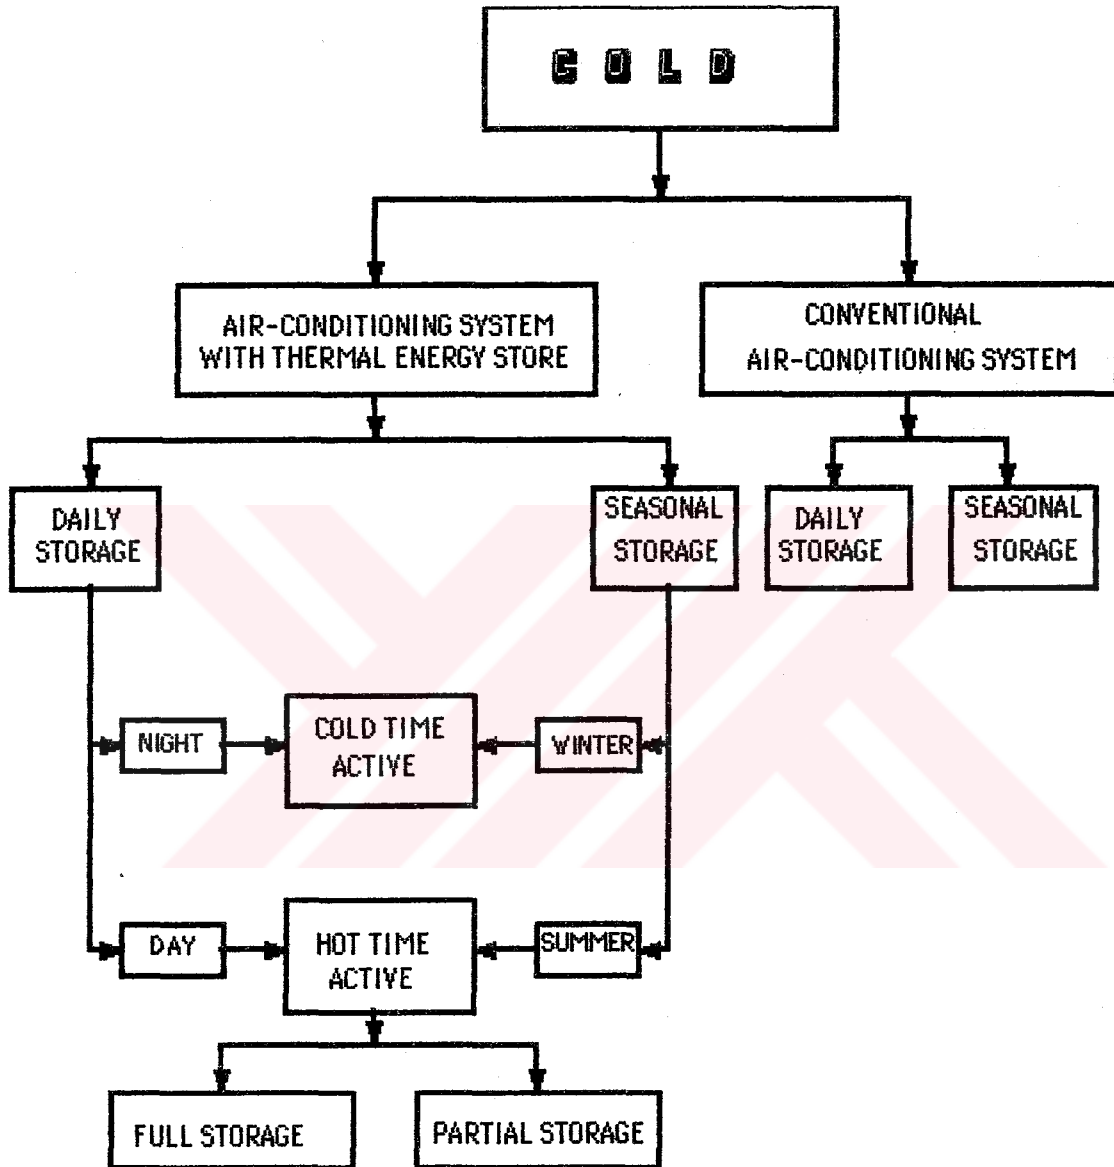 COLD
AIR-CONDITIONING SYSTEM
WITH THERMAL ENERGY STORE
CONVENTIONAL
AIR-CONDITIONING SYSTEM
DAILY
STORAGE
SEASONAL
STORAGE
DAILY
STORAGE
SEASONAL
STORAGE
NIGHT
COLD TIME
ACTIVE
WINTER
DAY
HOT TIME
ACTIVE
SUMMER
FULL STORAGE
PARTIAL STORAGE